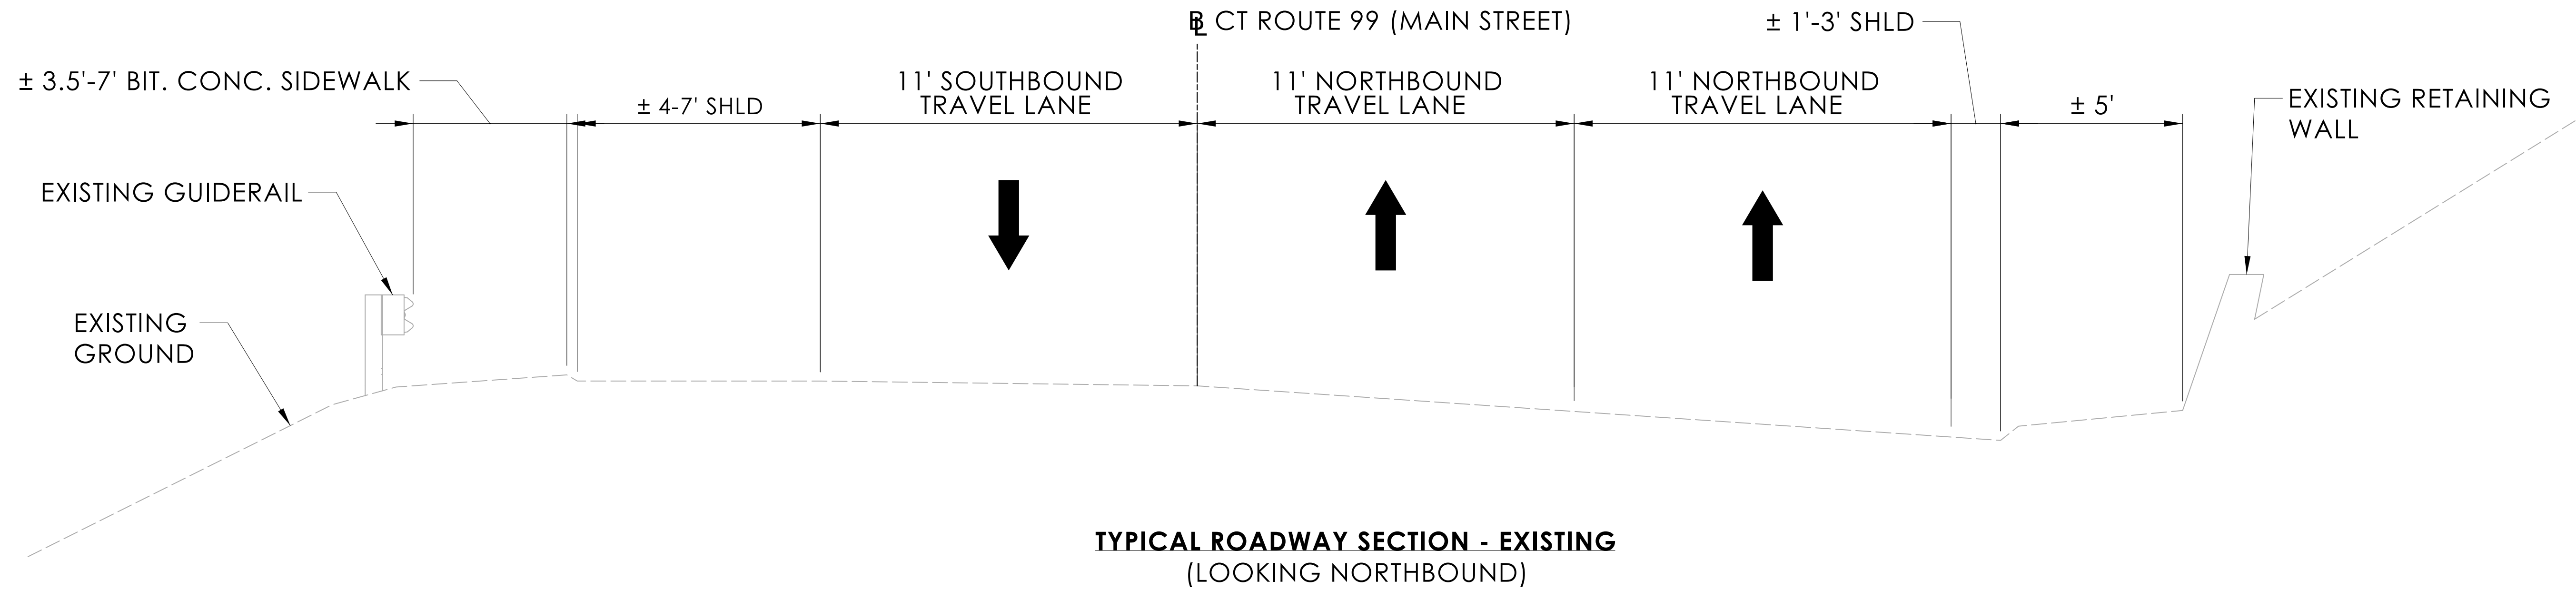 ℄ CT ROUTE 99 (MAIN STREET)
± 1'-3' SHLD
± 3.5'-7' BIT. CONC. SIDEWALK
± 4-7' SHLD
11' SOUTHBOUND
TRAVEL LANE
11' NORTHBOUND
TRAVEL LANE
11' NORTHBOUND
TRAVEL LANE
± 5'
EXISTING RETAINING
WALL
EXISTING GUIDERAIL
EXISTING
GROUND
TYPICAL ROADWAY SECTION - EXISTING
(LOOKING NORTHBOUND)